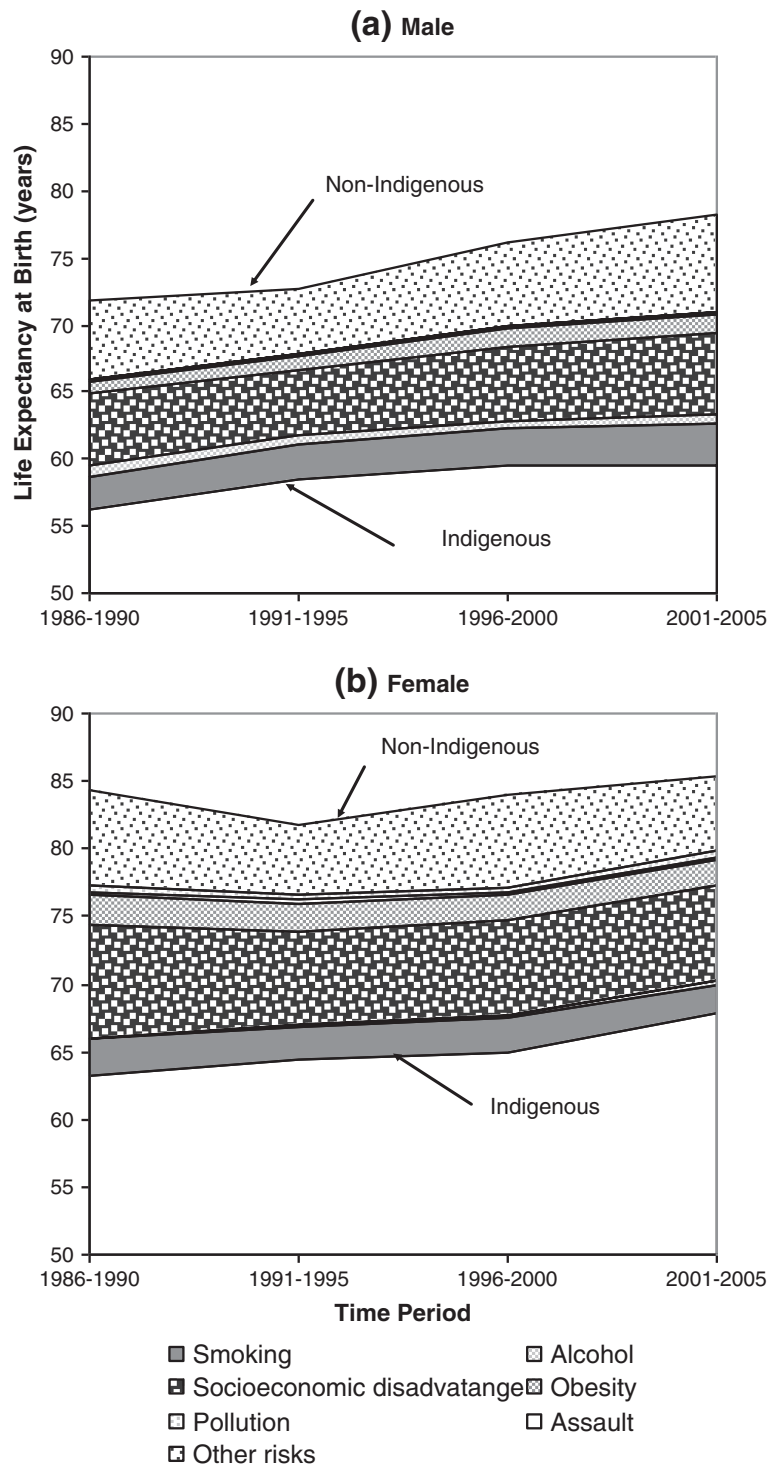 (a) Male
Life Expectancy at Birth (years)
90
85
80
75
70
65
60
55
50
Non-Indigenous
Indigenous
1986-1990 1991-1995 1996-2000 2001-2005
(b) Female
90
85
80
75
70
65
60
55
50
Non-Indigenous
Indigenous
1986-1990 1991-1995 1996-2000 2001-2005
Time Period
Smoking Alcohol
Socioeconomic disadvatange Obesity
Pollution Assault
Other risks